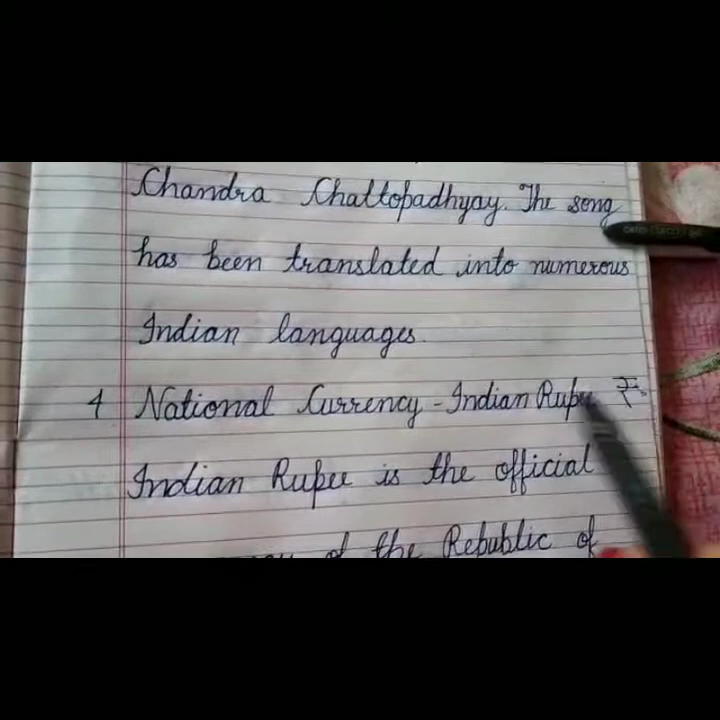 Chandra Chattopadhyay. The song
has been translated into numerous
Indian languages.
4 National Currency - Indian Rupee ₹
Indian Rupee is the official
of the Republic of